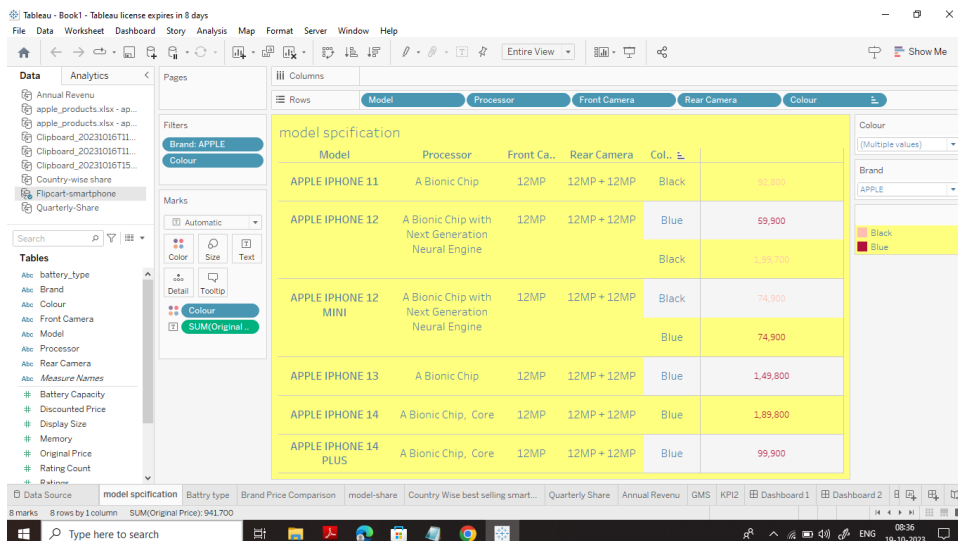 Tableau - Book1 - Tableau license expires in 8 days
File Data Worksheet Dashboard Story Analysis Map Format Server Window Help
Entire View
Show Me
Data Analytics
Annual Revenu
apple_products.xlsx - ap...
apple_products.xlsx - ap...
Clipboard_20231016T11...
Clipboard_20231016T11...
Clipboard_20231016T15...
Country-wise share
Flipcart-smartphone
Quarterly-Share
Search
Tables
Abc battery_type
Abc Brand
Abc Colour
Abc Front Camera
Abc Model
Abc Processor
Abc Rear Camera
Abc Measure Names
# Battery Capacity
# Discounted Price
# Display Size
# Memory
# Original Price
# Rating Count
# Ratings
Pages
Filters
Brand: APPLE
Colour
Marks
Automatic
Color Size Text
Detail Tooltip
Colour
SUM(Original ..
Columns
Rows Model Processor Front Camera Rear Camera Colour
model spcification
Model Processor Front Ca.. Rear Camera Col..
APPLE IPHONE 11 A Bionic Chip 12MP 12MP + 12MP Black 92,800
APPLE IPHONE 12 A Bionic Chip with 12MP 12MP + 12MP Blue 59,900
Next Generation
Neural Engine
Black 1,99,700
APPLE IPHONE 12 A Bionic Chip with 12MP 12MP + 12MP Black 74,900
MINI Next Generation
Neural Engine
Blue 74,900
APPLE IPHONE 13 A Bionic Chip 12MP 12MP + 12MP Blue 1,49,800
APPLE IPHONE 14 A Bionic Chip, Core 12MP 12MP + 12MP Blue 1,89,800
APPLE IPHONE 14 A Bionic Chip, Core 12MP 12MP + 12MP Blue 99,900
PLUS
Colour
(Multiple values)
Brand
APPLE
Black
Blue
Data Source model spcification Battry type Brand Price Comparison model-share Country Wise best selling smart... Quarterly Share Annual Revenu GMS KPI2 Dashboard 1 Dashboard 2
8 marks 8 rows by 1 column SUM(Original Price): 941,700
Type here to search
ENG
08:36
19-10-2023